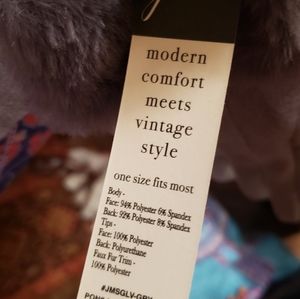 modern
comfort
meets
vintage
style
one size fits most
Body -
Face: 94% Polyester 6% Spandex
Back: 92% Polyester 8% Spandex
Tips -
Face: 100% Polyester
Back: Polyurethane
Faux Fur Trim -
100% Polyester